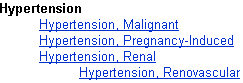 Hypertension
Hypertension, Malignant
Hypertension, Pregnancy-Induced
Hypertension, Renal
Hypertension, Renovascular